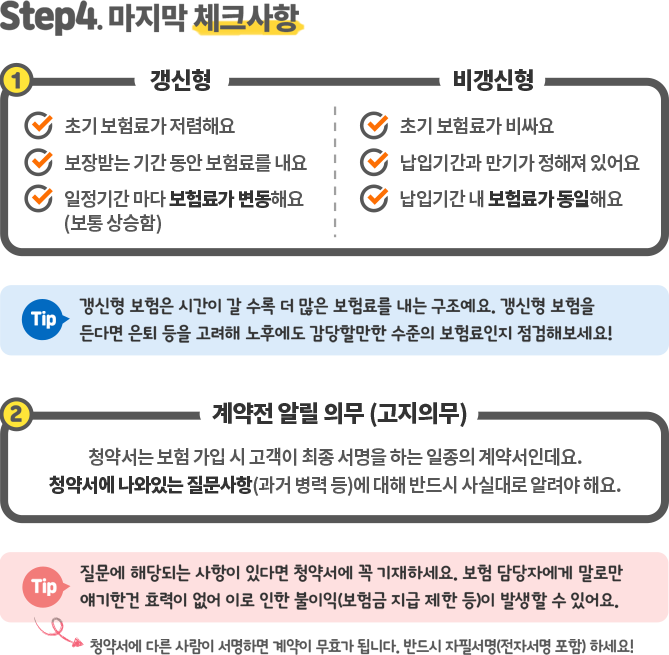 Step4. 마지막 체크사항
1
갱신형
초기 보험료가 저렴해요
보장받는 기간 동안 보험료를 내요
일정기간 마다 보험료가 변동해요
(보통 상승함)
비갱신형
초기 보험료가 비싸요
납입기간과 만기가 정해져 있어요
납입기간 내 보험료가 동일해요
Tip
갱신형 보험은 시간이 갈 수록 더 많은 보험료를 내는 구조예요. 갱신형 보험을
든다면 은퇴 등을 고려해 노후에도 감당할만한 수준의 보험료인지 점검해보세요!
2
계약전 알릴 의무 (고지의무)
청약서는 보험 가입 시 고객이 최종 서명을 하는 일종의 계약서인데요.
청약서에 나와있는 질문사항(과거 병력 등)에 대해 반드시 사실대로 알려야 해요.
Tip
질문에 해당되는 사항이 있다면 청약서에 꼭 기재하세요. 보험 담당자에게 말로만
얘기한건 효력이 없어 이로 인한 불이익(보험금 지급 제한 등)이 발생할 수 있어요.
청약서에 다른 사람이 서명하면 계약이 무효가 됩니다. 반드시 자필서명(전자서명 포함) 하세요!